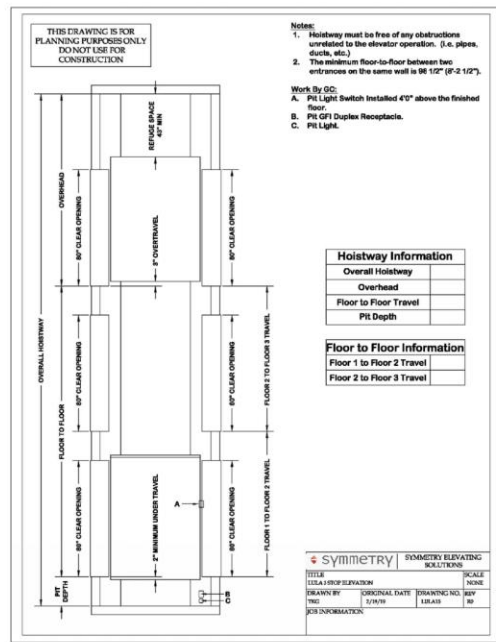 THIS DRAWING IS FOR
PLANNING PURPOSES ONLY
DO NOT USE FOR
CONSTRUCTION
Notes:
1. Hoistway must be free of any obstructions
unrelated to the elevator operation. (i.e. pipes,
ducts, etc.)
2. The minimum floor-to-floor between two
entrances on the same wall is 98 1/2" (8'-2 1/2").
Work By GC:
A. Pit Light Switch Installed 4'0" above the finished
floor.
B. Pit GFI Duplex Receptacle.
C. Pit Light.
REFUGE SPACE
43" MIN
OVERHEAD
80" CLEAR OPENING
3" OVERTRAVEL
80" CLEAR OPENING
OVERALL HOISTWAY
FLOOR TO FLOOR
80" CLEAR OPENING
80" CLEAR OPENING
FLOOR 2 TO FLOOR 3 TRAVEL
80" CLEAR OPENING
2" MINIMUM UNDER TRAVEL
A
80" CLEAR OPENING
FLOOR 1 TO FLOOR 2 TRAVEL
PIT
DEPTH
B
C
Hoistway Information
Overall Hoistway
Overhead
Floor to Floor Travel
Pit Depth
Floor to Floor Information
Floor 1 to Floor 2 Travel
Floor 2 to Floor 3 Travel
symmetry
SYMMETRY ELEVATING
SOLUTIONS
TITLE
LULA 3 STOP ELEVATION
SCALE
NONE
DRAWN BY
ORIGINAL DATE
DRAWING NO.
REV
JOB INFORMATION